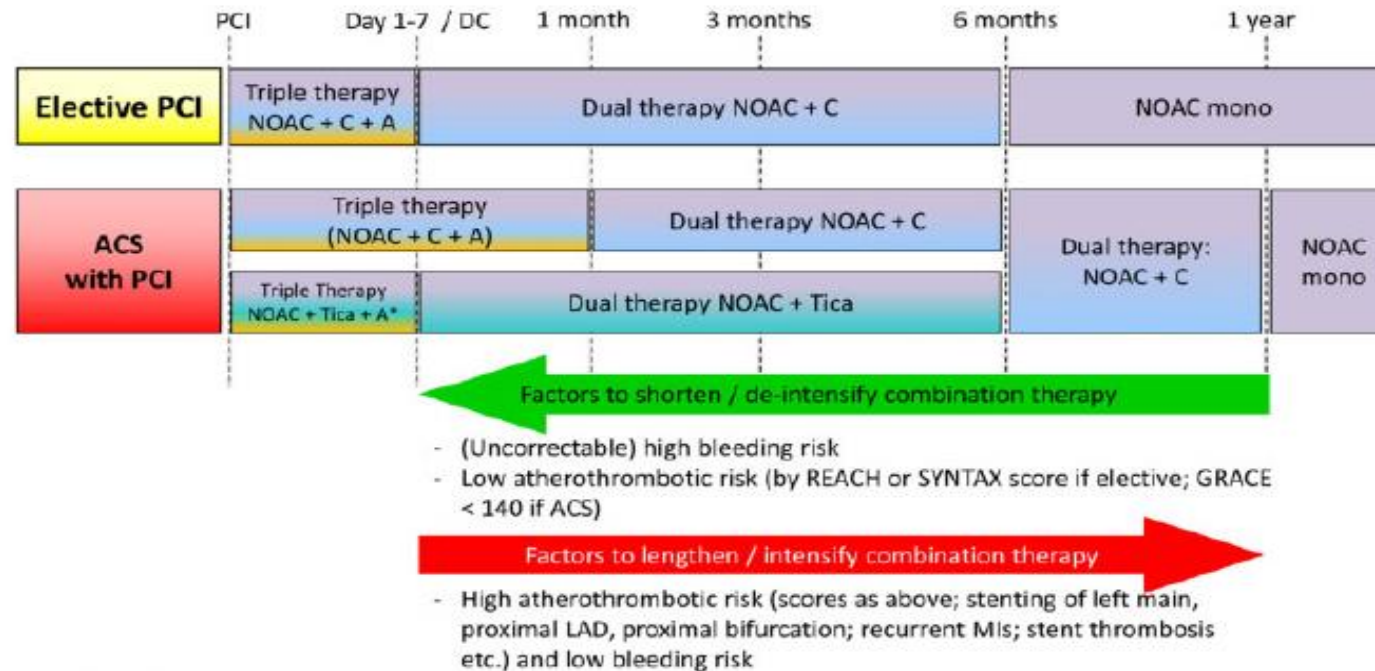 PCI Day 1-7 / DC 1 month 3 months 6 months 1 year
Elective PCI
Triple therapy
NOAC + C + A
Dual therapy NOAC + C
NOAC mono
ACS
with PCI
Triple therapy
(NOAC + C + A)
Dual therapy NOAC + C
Triple Therapy
NOAC + Tica + A*
Dual therapy NOAC + Tica
Dual therapy:
NOAC + C
NOAC
mono
Factors to shorten / de-intensify combination therapy
- (Uncorrectable) high bleeding risk
- Low atherothrombotic risk (by REACH or SYNTAX score if elective; GRACE
< 140 if ACS)
Factors to lengthen / intensify combination therapy
- High atherothrombotic risk (scores as above; stenting of left main,
proximal LAD, proximal bifurcation; recurrent MIs; stent thrombosis
etc.) and low bleeding risk